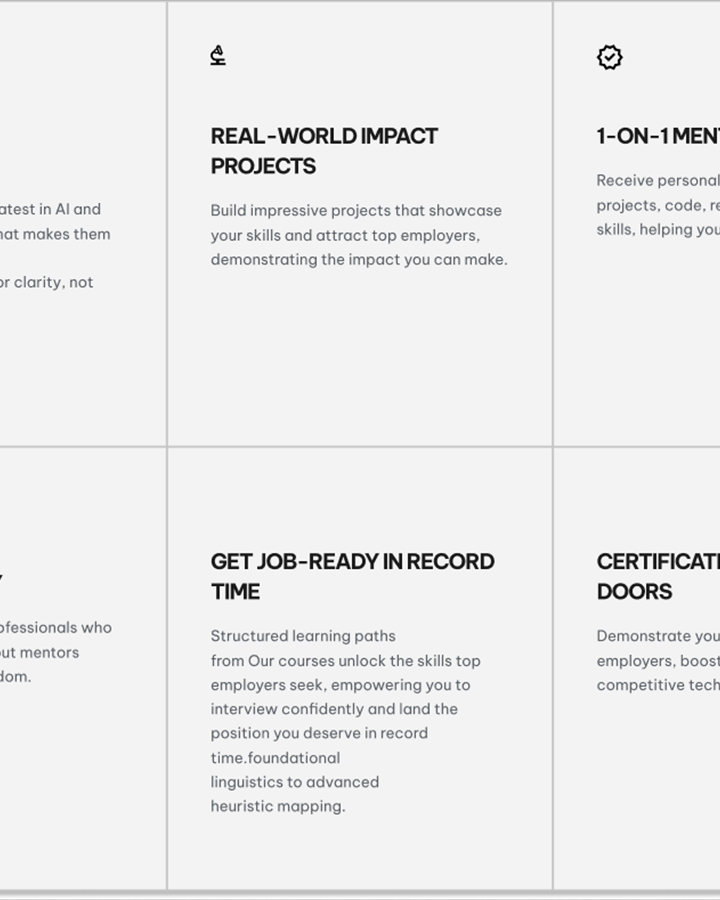 atest in AI and
hat makes them
or clarity, not
REAL-WORLD IMPACT
PROJECTS
Build impressive projects that showcase
your skills and attract top employers,
demonstrating the impact you can make.
1-ON-1 MENT
Receive personal
projects, code, re
skills, helping you
Y
ofessionals who
out mentors
dom.
GET JOB-READY IN RECORD
TIME
Structured learning paths
from Our courses unlock the skills top
employers seek, empowering you to
interview confidently and land the
position you deserve in record
time.foundational
linguistics to advanced
heuristic mapping.
CERTIFICATI
DOORS
Demonstrate you
employers, boost
competitive tech